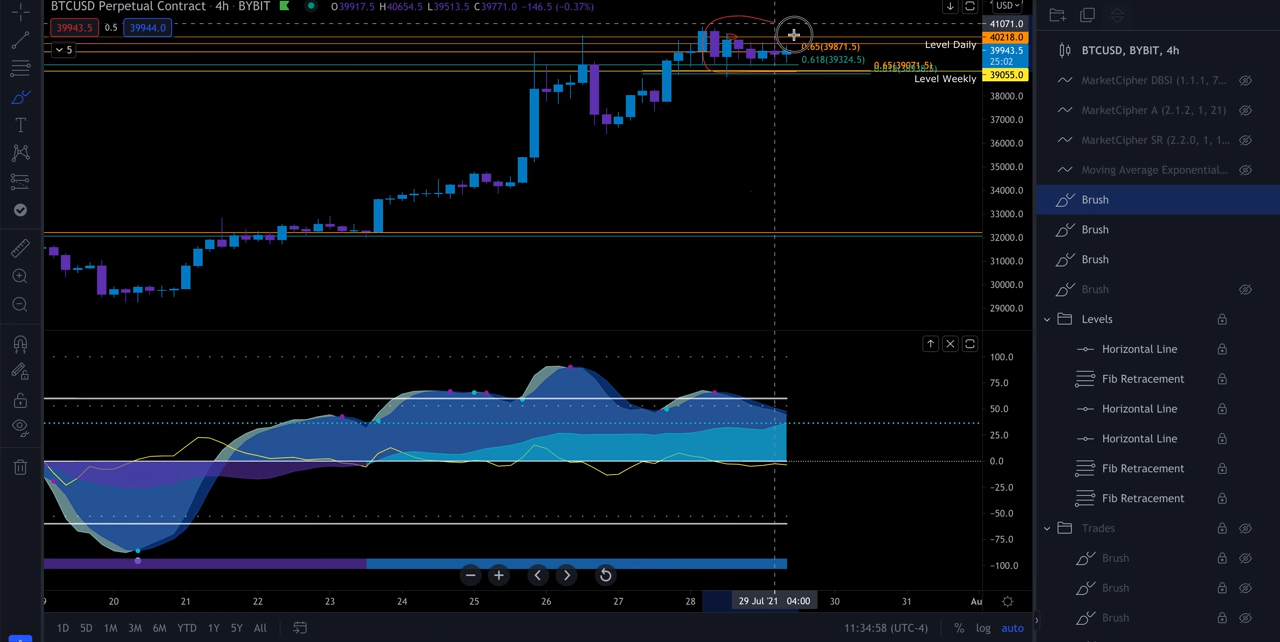 BTCUSD Perpetual Contract · 4h · BYBIT O39917.5 H40654.5 L39513.5 C39771.0 −146.5 (−0.37%)
USD
39943.5 0.5 39944.0
5
41071.0
40218.0
39943.5
25:02
39055.0
38000.0
37000.0
36000.0
35000.0
34000.0
33000.0
32000.0
31000.0
30000.0
29000.0
Level Daily
0.65(39871.5)
0.618(39324.5)
0.65(39071.5)
Level Weekly
100.0
75.0
50.0
25.0
0.0
−25.0
−50.0
−75.0
−100.0
20 21 22 23 24 25 26 27 28 29 Jul '21 04:00 30 31 Au
1D 5D 1M 3M 6M YTD 1Y 5Y All
11:34:58 (UTC-4) % log auto
BTCUSD, BYBIT, 4h
MarketCipher DBSI (1.1.1, 7...
MarketCipher A (2.1.2, 1, 21)
MarketCipher SR (2.2.0, 1, 1...
Moving Average Exponential...
Brush
Brush
Brush
Brush
Levels
Horizontal Line
Fib Retracement
Horizontal Line
Horizontal Line
Fib Retracement
Fib Retracement
Trades
Brush
Brush
Brush